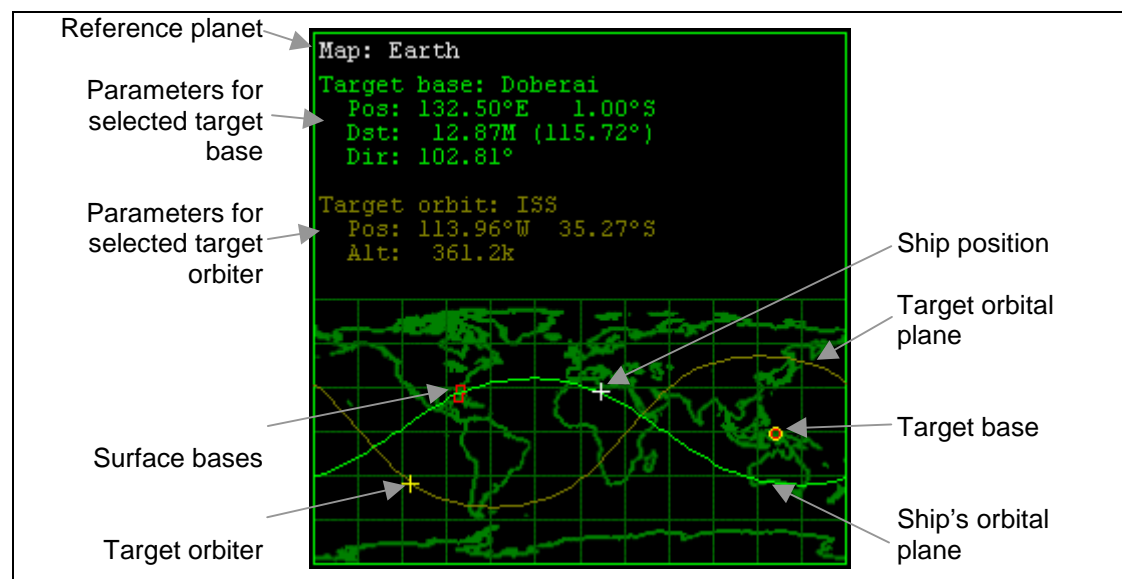 Reference planet
Parameters for
selected target
base
Parameters for
selected target
orbiter
Surface bases
Target orbiter
Map: Earth
Target base: Doberai
Pos: 132.50°E 1.00°S
Dst: 12.87M (115.72°)
Dir: 102.81°
Target orbit: ISS
Pos: 113.96°W 35.27°S
Alt: 361.2k
Ship position
Target orbital
plane
Target base
Ship's orbital
plane